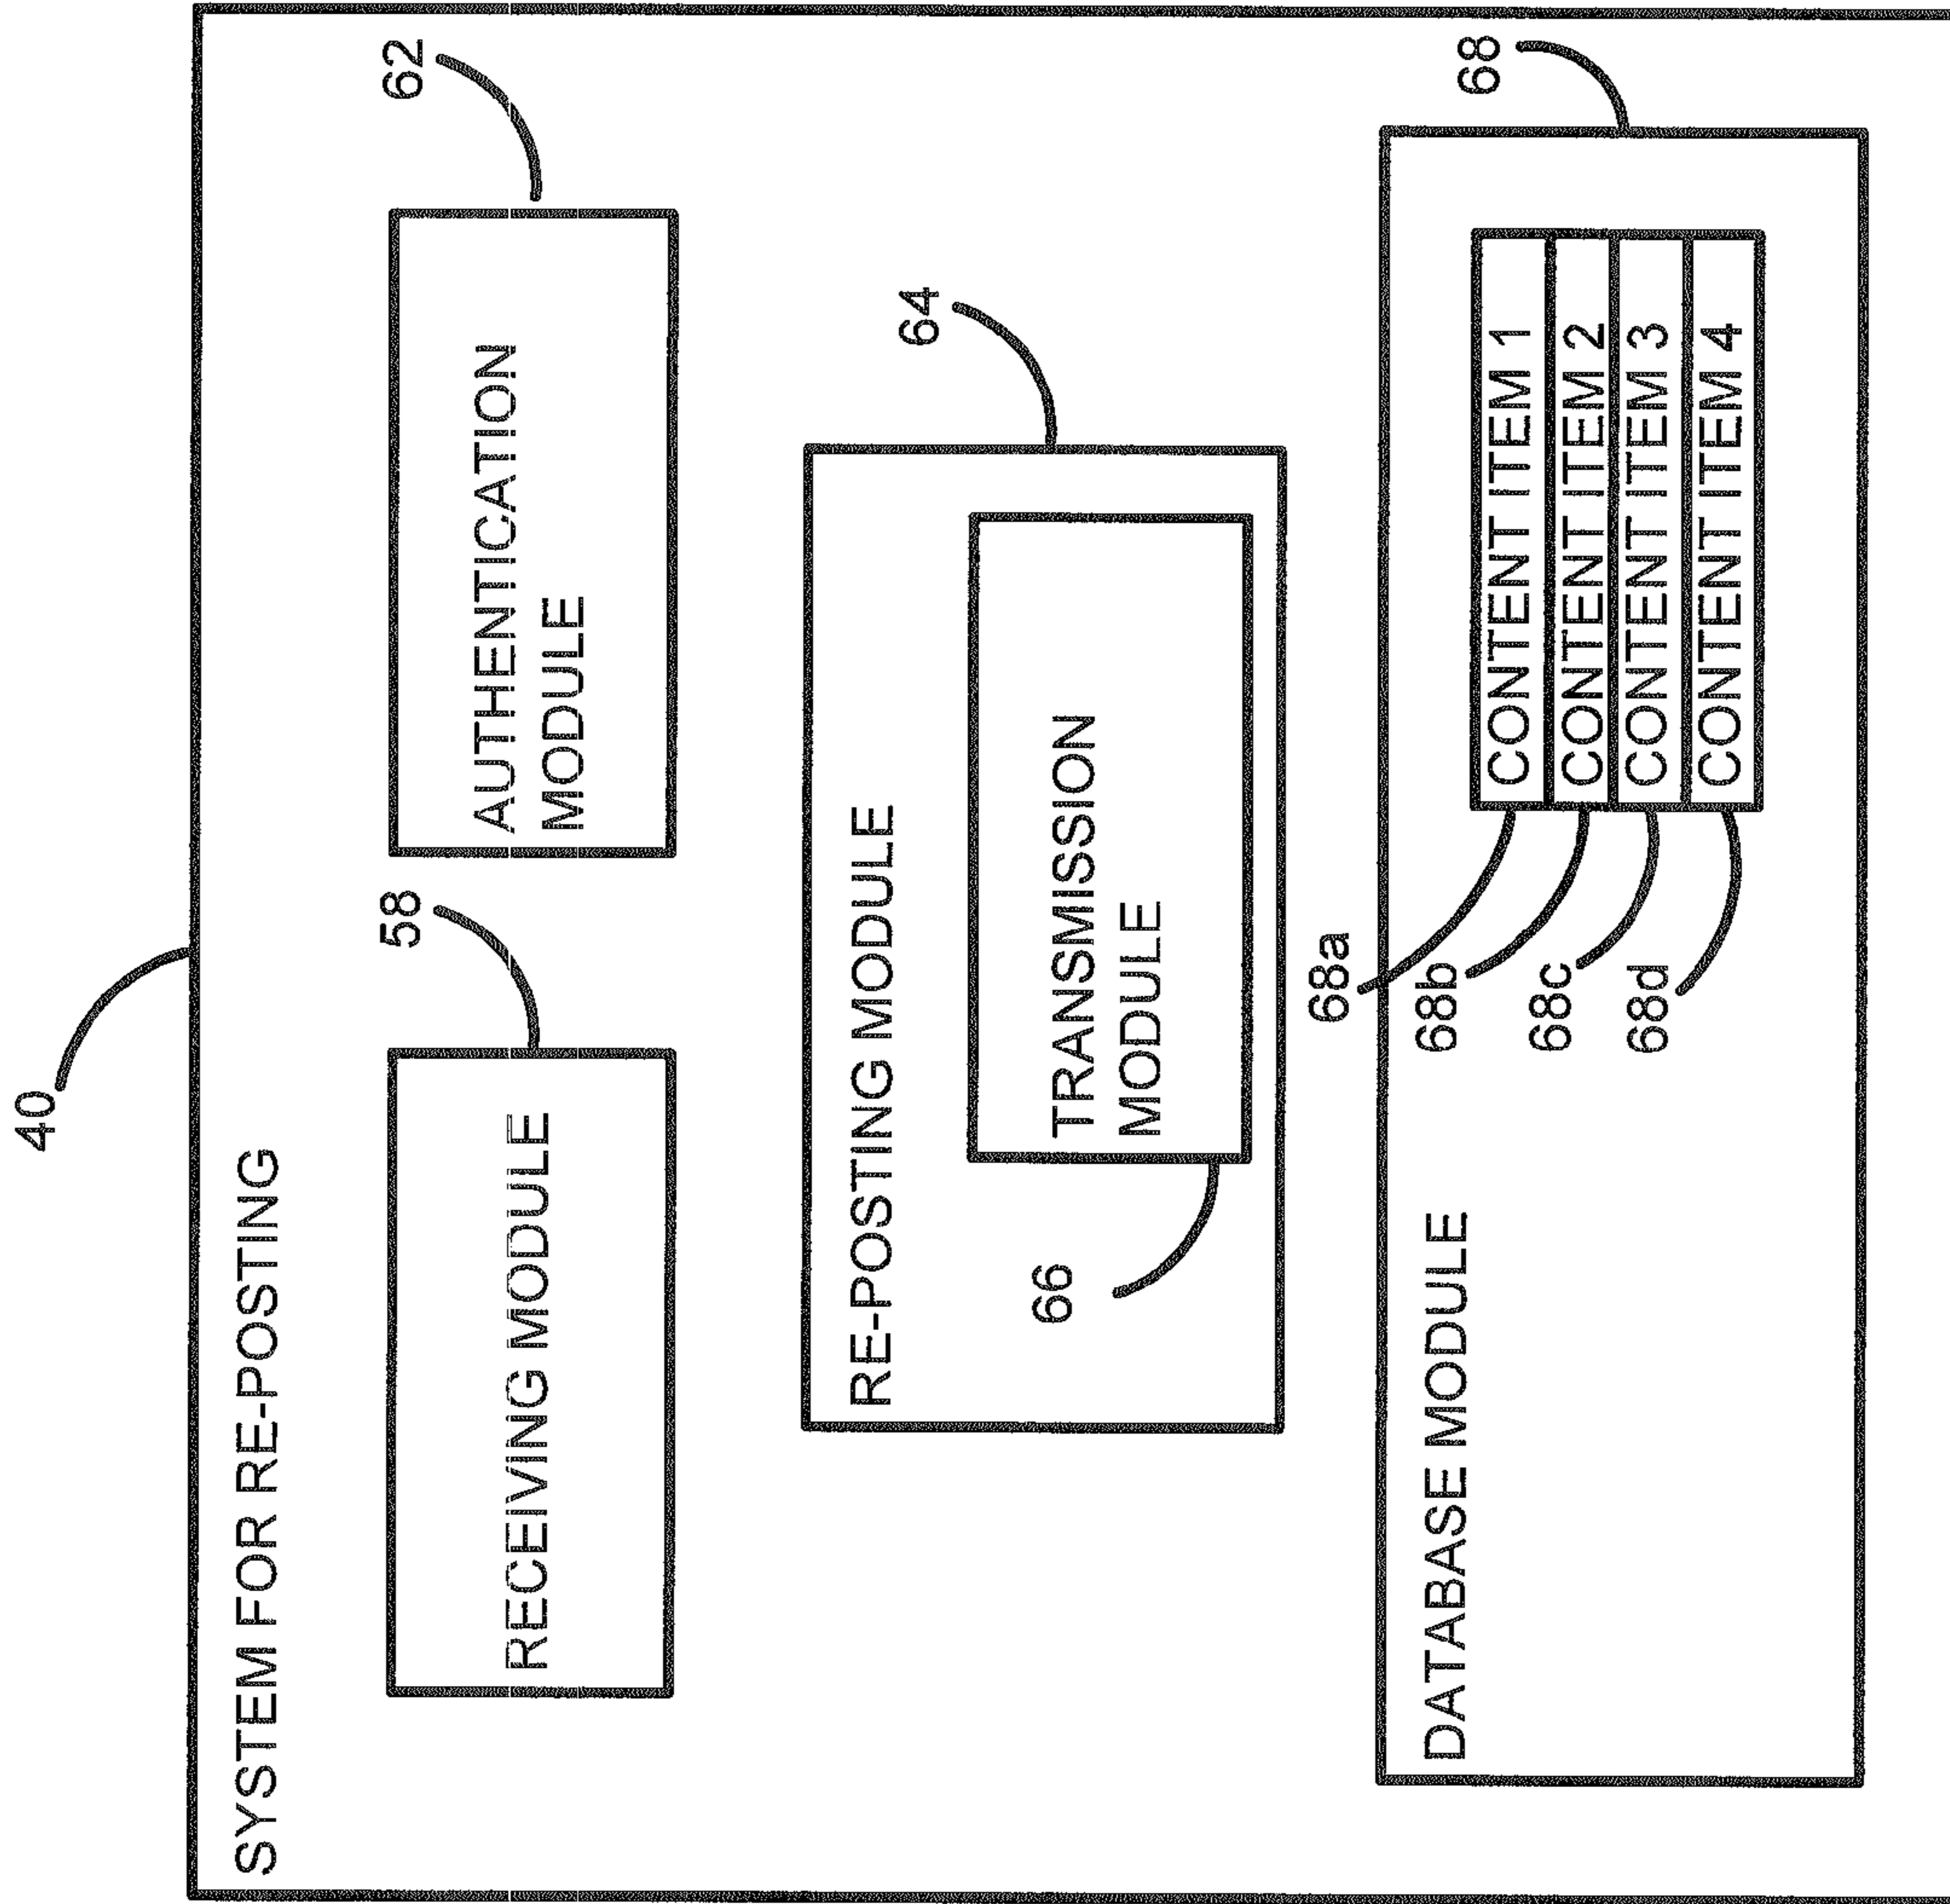 40
SYSTEM FOR RE-POSTING
58
62
RECEIVING MODULE
AUTHENTICATION
MODULE
64
RE-POSTING MODULE
66
TRANSMISSION
MODULE
68
DATABASE MODULE
68a
68b
68c
68d
CONTENT ITEM 1
CONTENT ITEM 2
CONTENT ITEM 3
CONTENT ITEM 4